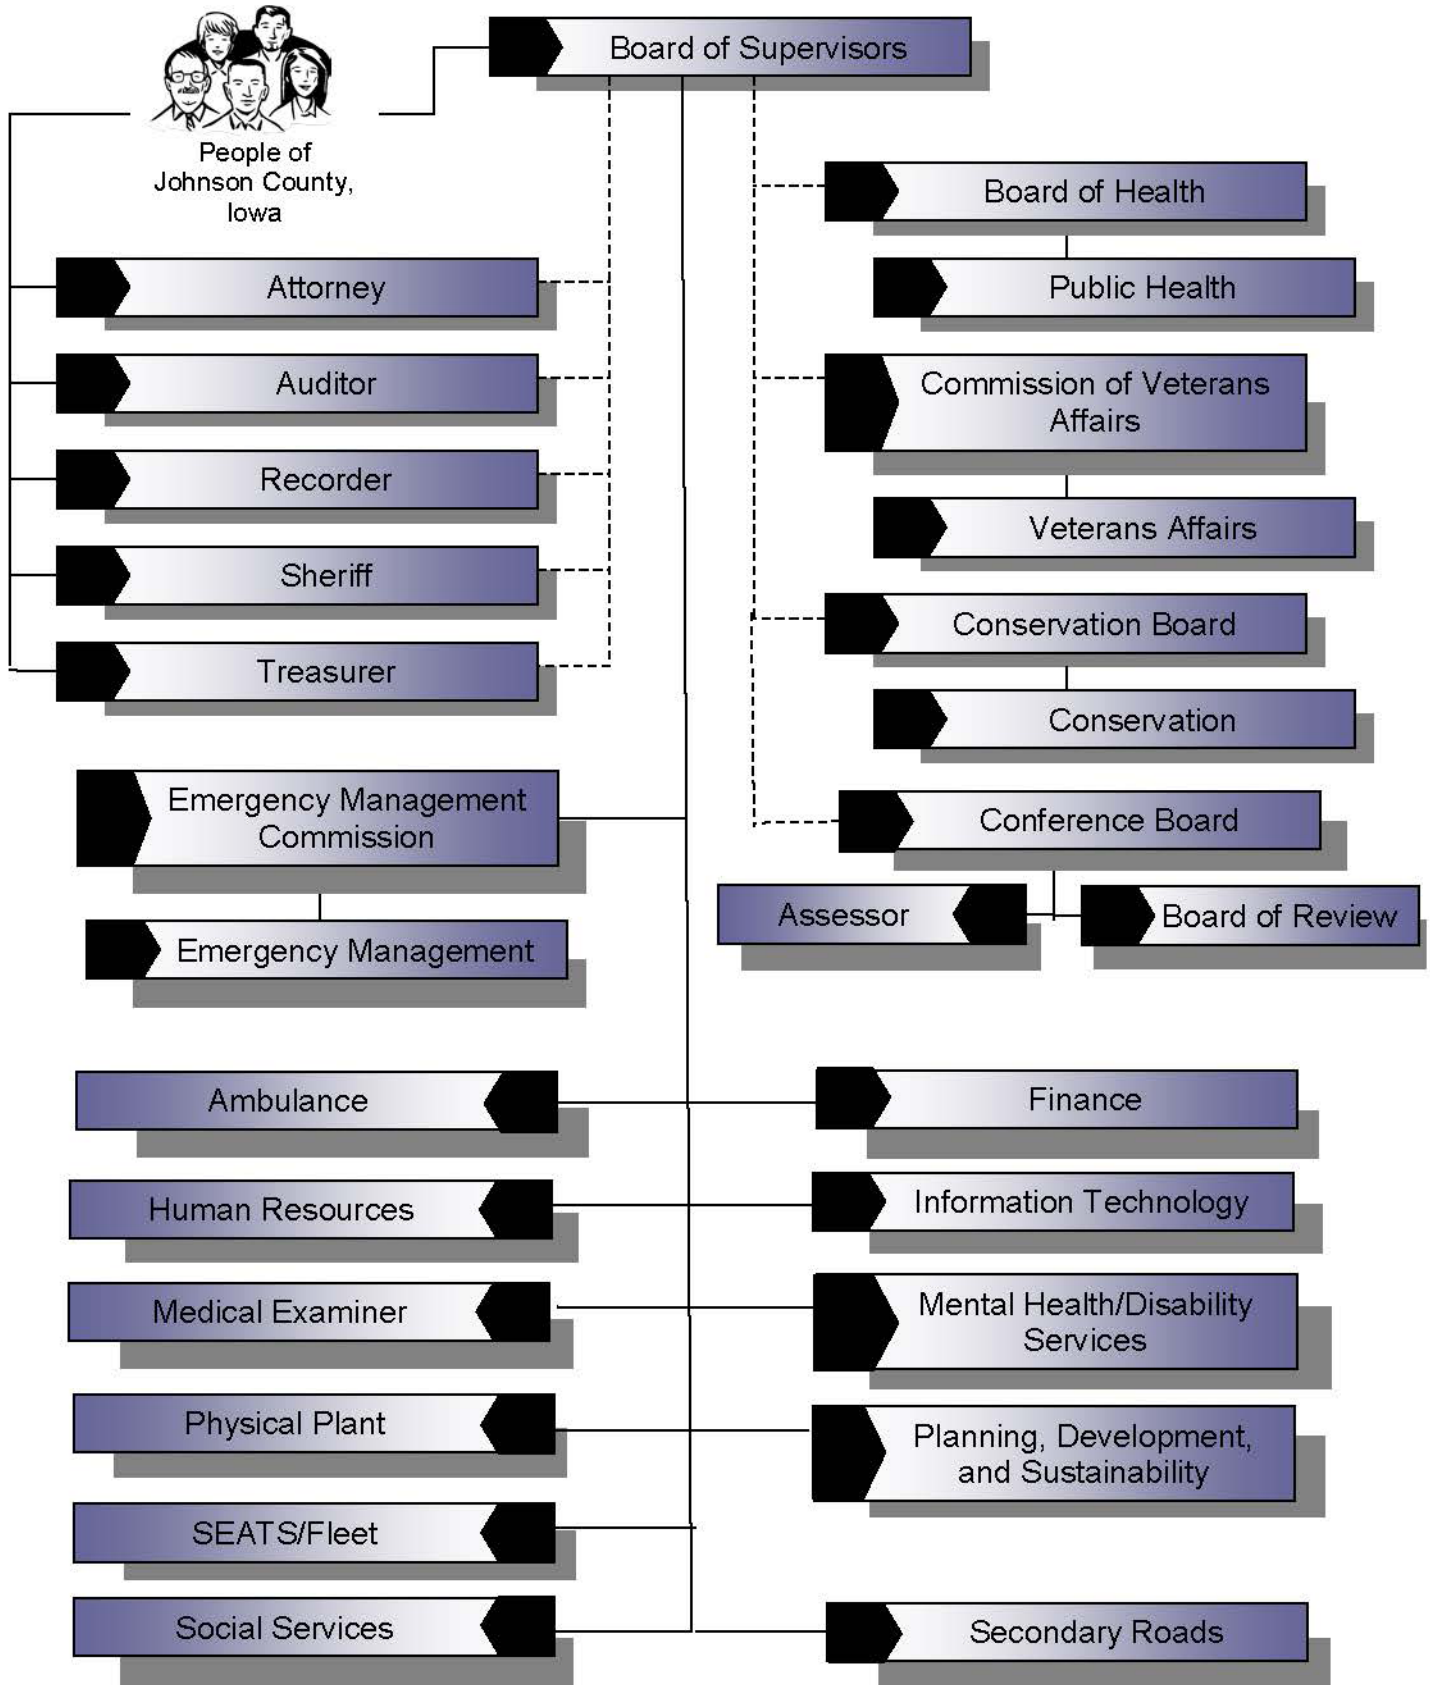 Board of Supervisors
People of
Johnson County,
Iowa
Attorney
Auditor
Recorder
Sheriff
Treasurer
Board of Health
Public Health
Commission of Veterans
Affairs
Veterans Affairs
Conservation Board
Conservation
Conference Board
Assessor
Board of Review
Emergency Management
Commission
Emergency Management
Ambulance
Finance
Human Resources
Information Technology
Medical Examiner
Mental Health/Disability
Services
Physical Plant
Planning, Development,
and Sustainability
SEATS/Fleet
Social Services
Secondary Roads